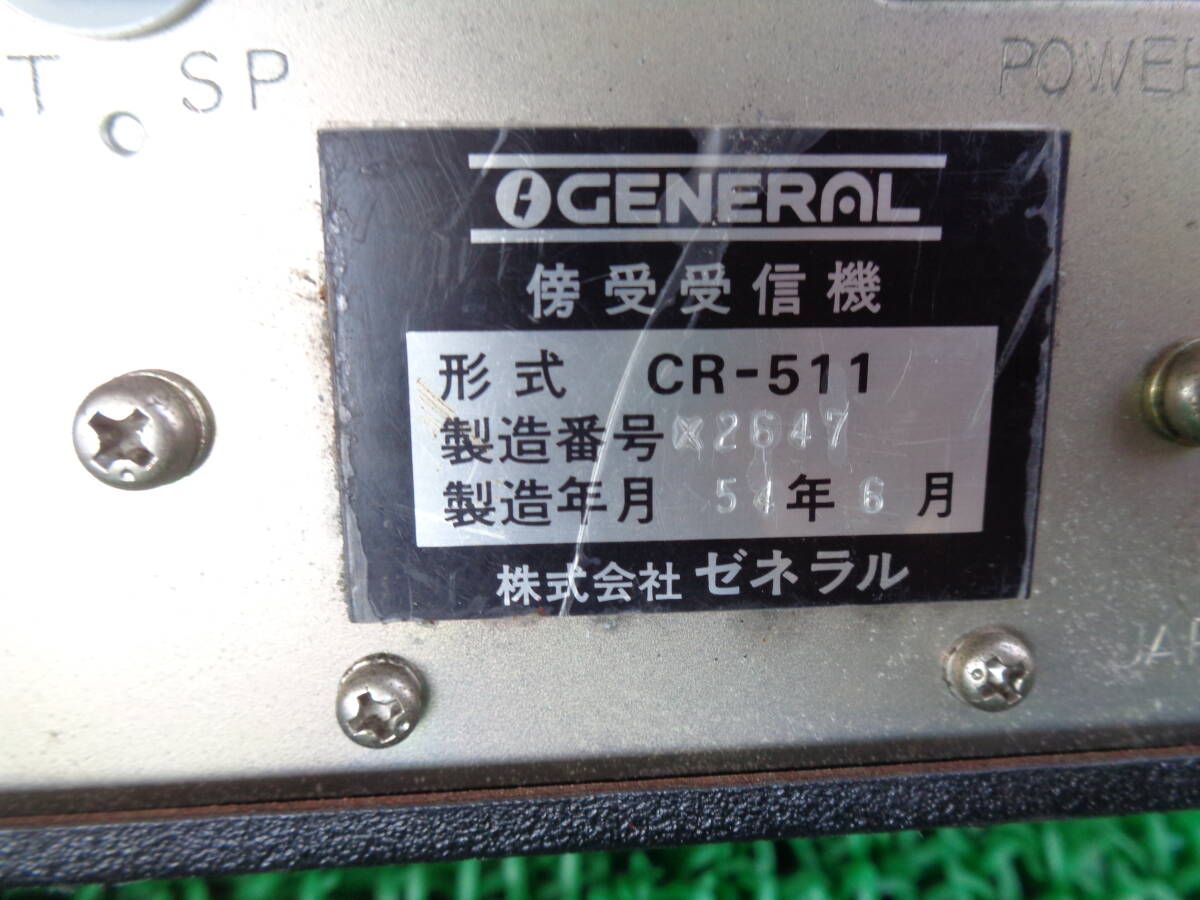 SP
POWER
GENERAL
傍受受信機
形式 CR-511
製造番号 2647
製造年月 54年6月
株式会社 ゼネラル